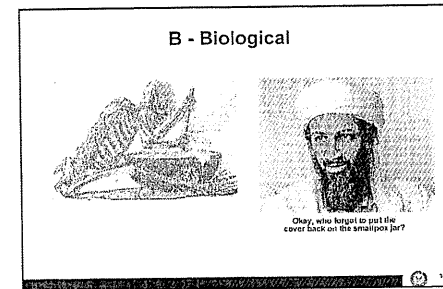 B - Biological
Okay, who forgot to put the
cover back on the smallpox jar?